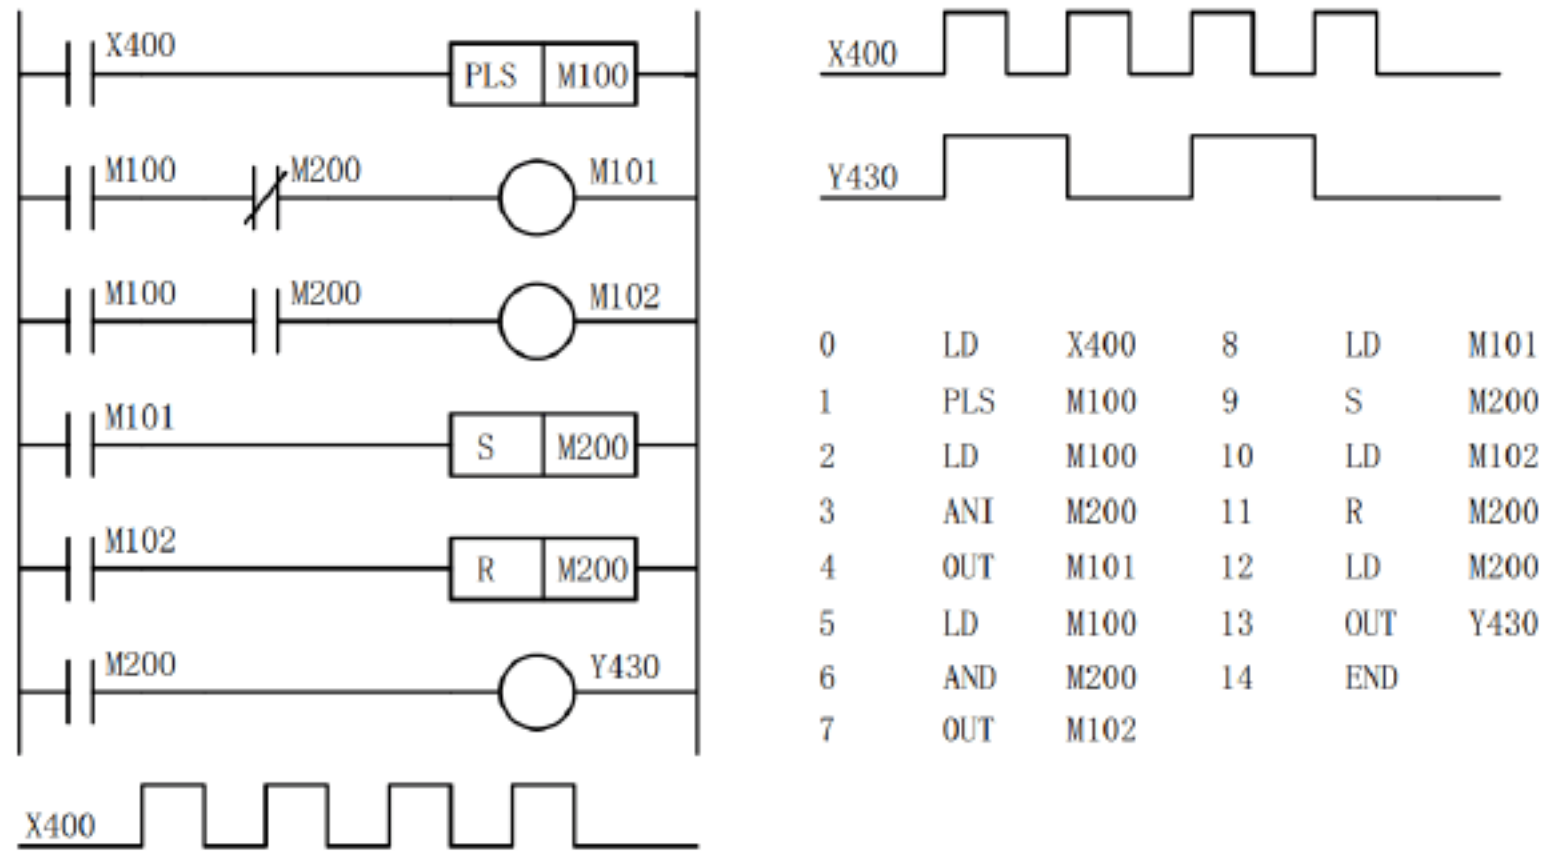 X400
PLS M100
M100 M200 M101
M100 M200 M102
M101
S M200
M102
R M200
M200 Y430
X400
X400
Y430
0 LD X400 8 LD M101
1 PLS M100 9 S M200
2 LD M100 10 LD M102
3 ANI M200 11 R M200
4 OUT M101 12 LD M200
5 LD M100 13 OUT Y430
6 AND M200 14 END
7 OUT M102